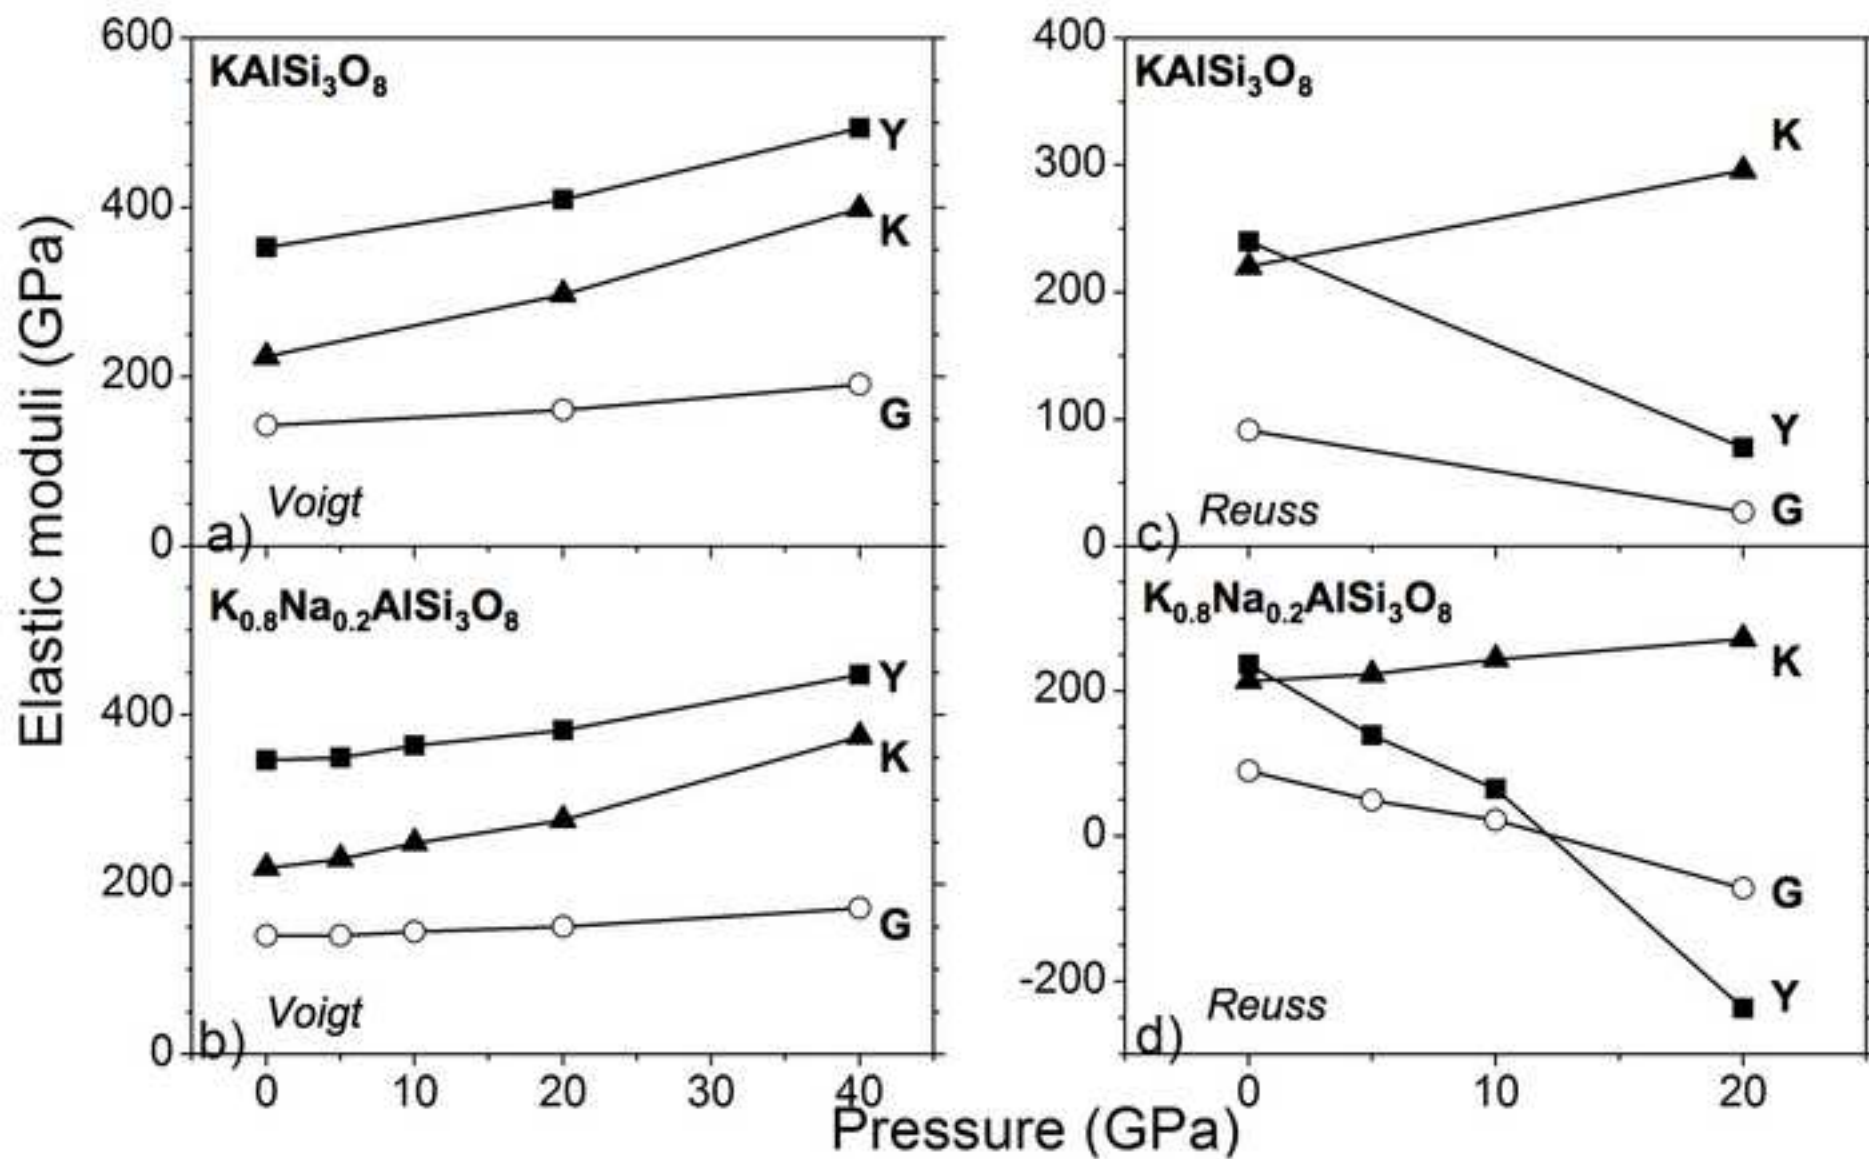 Elastic moduli (GPa)
600
400
200
0
KAlSi₃O₈
Y
K
G
Voigt
a)
400
200
0
K₀.₈Na₀.₂AlSi₃O₈
Y
K
G
Voigt
b)
0 10 20 30 40
400
300
200
100
0
KAlSi₃O₈
K
Y
G
Reuss
c)
200
0
-200
K₀.₈Na₀.₂AlSi₃O₈
K
G
Y
Reuss
d)
0 10 20
Pressure (GPa)